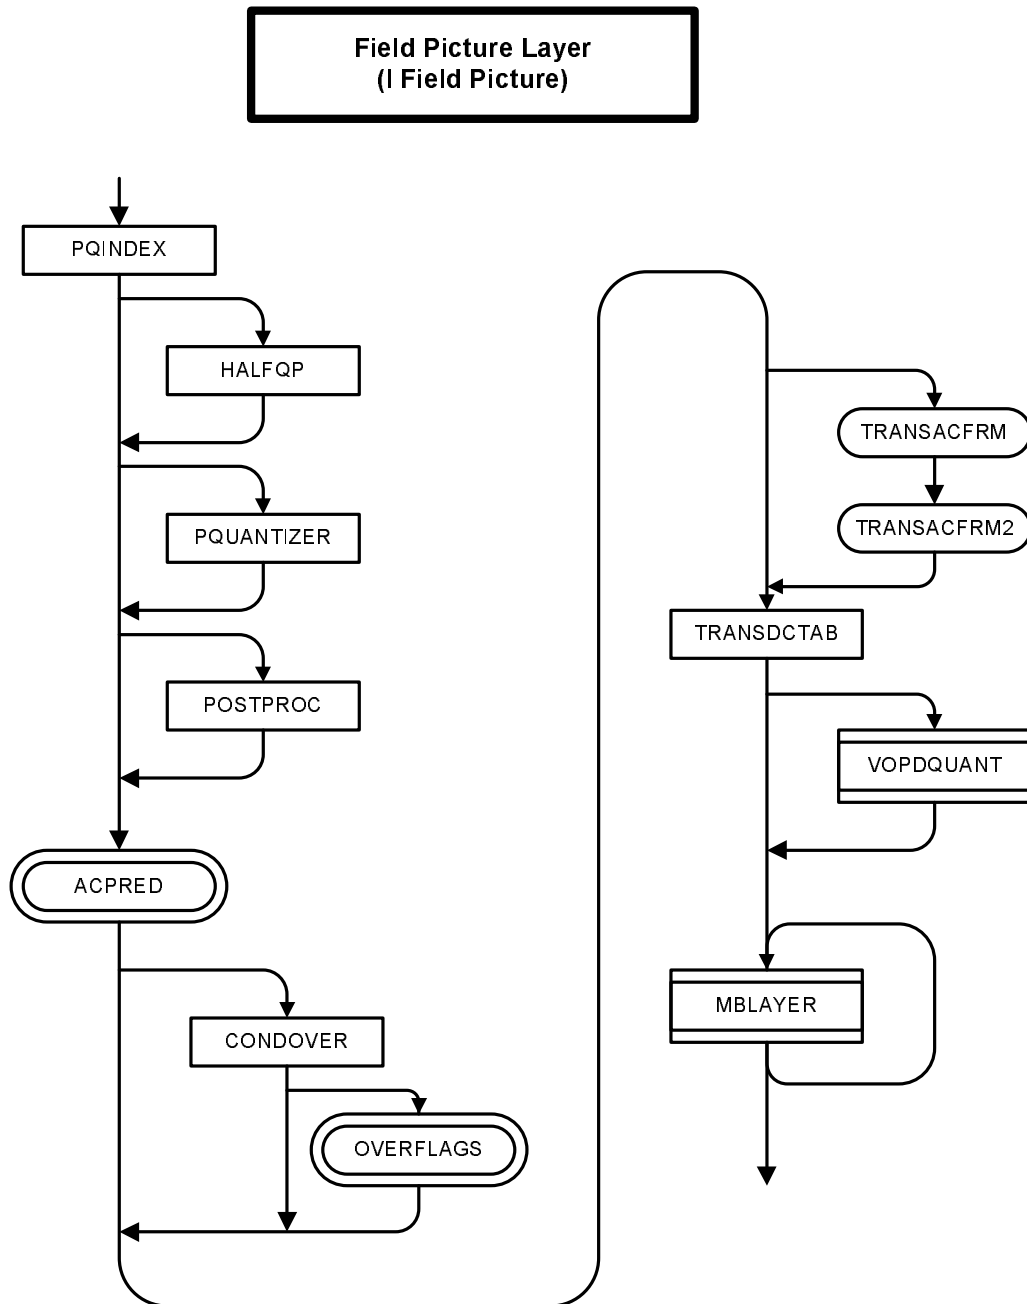 Field Picture Layer
(I Field Picture)
PQINDEX
HALFQP
PQUANTIZER
POSTPROC
ACPRED
CONDOVER
OVERFLAGS
TRANSACFRM
TRANSACFRM2
TRANSDCTAB
VOPDQUANT
MBLAYER